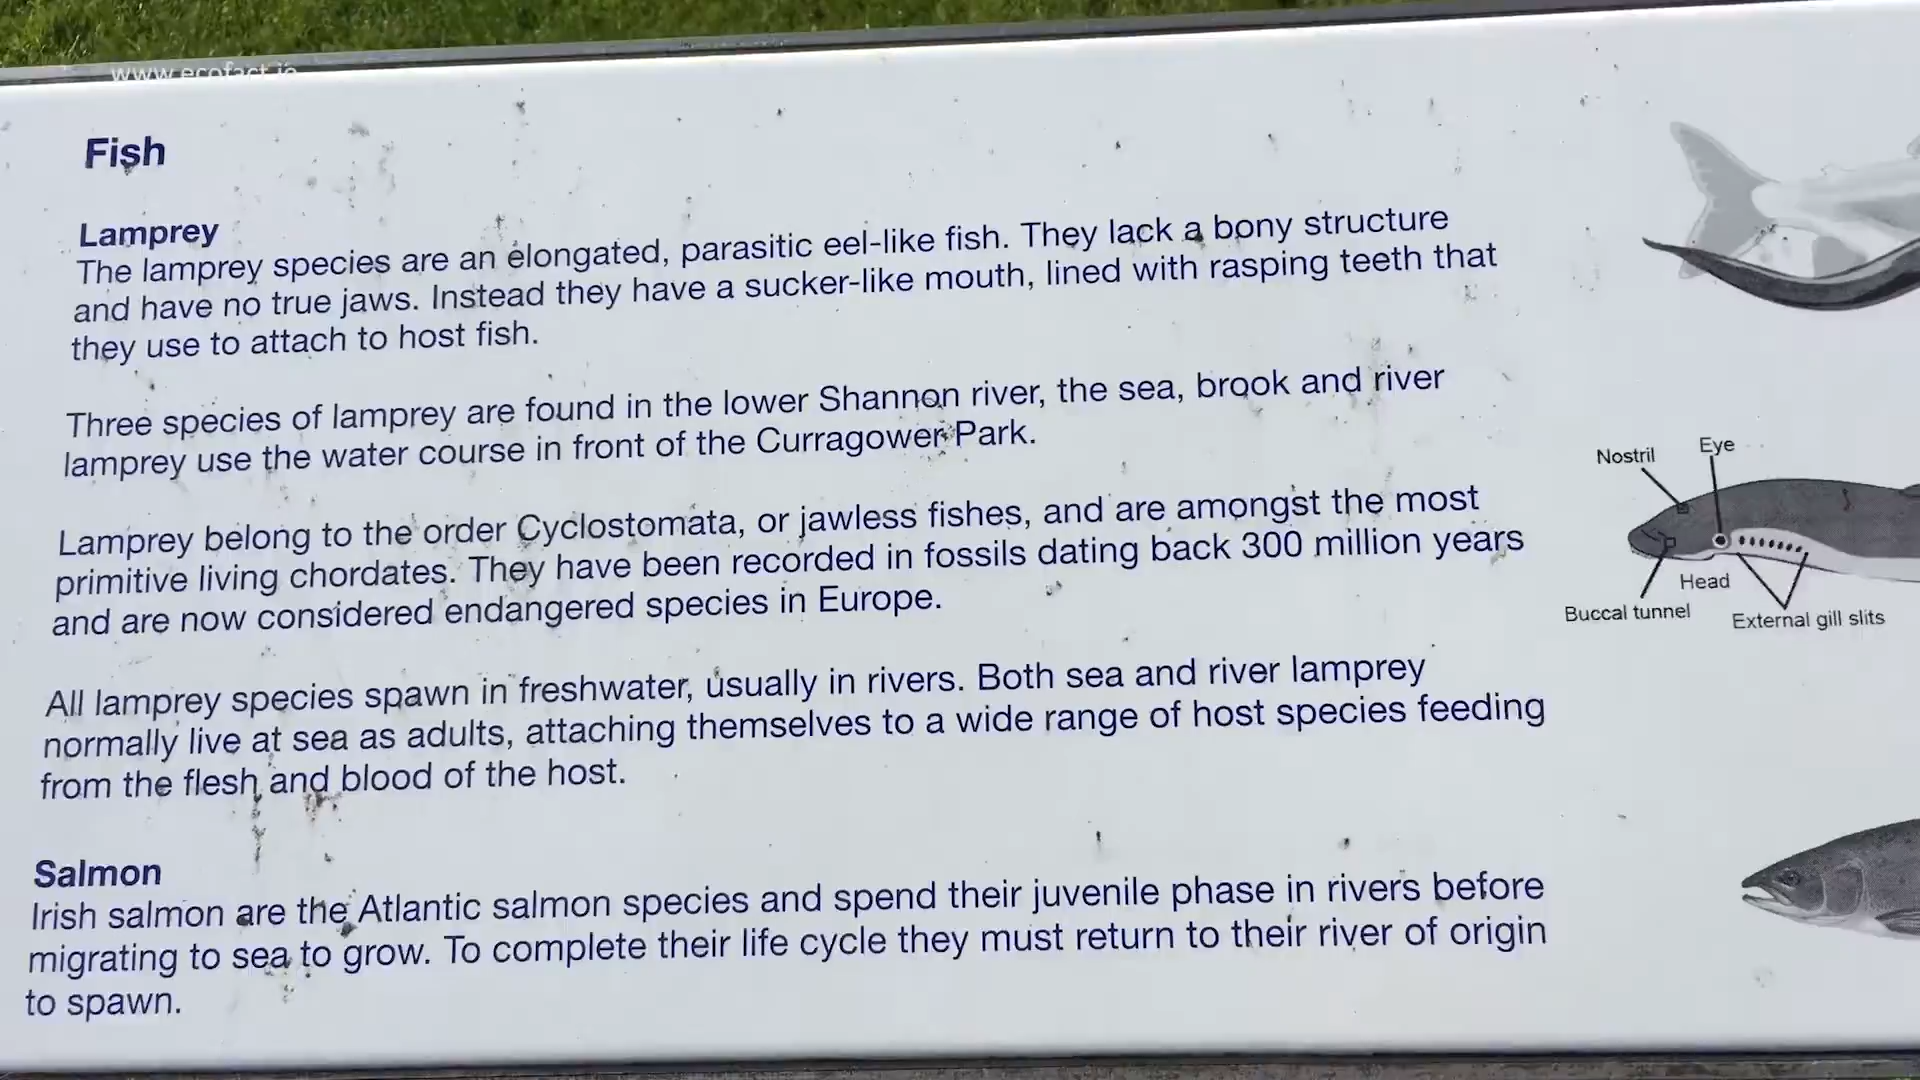 www.ecofact.ie
Fish
Lamprey
The lamprey species are an elongated, parasitic eel-like fish. They lack a bony structure
and have no true jaws. Instead they have a sucker-like mouth, lined with rasping teeth that
they use to attach to host fish.
Three species of lamprey are found in the lower Shannon river, the sea, brook and river
lamprey use the water course in front of the Curragower Park.
Lamprey belong to the order Cyclostomata, or jawless fishes, and are amongst the most
primitive living chordates. They have been recorded in fossils dating back 300 million years
and are now considered endangered species in Europe.
All lamprey species spawn in freshwater, usually in rivers. Both sea and river lamprey
normally live at sea as adults, attaching themselves to a wide range of host species feeding
from the flesh and blood of the host.
Salmon
Irish salmon are the Atlantic salmon species and spend their juvenile phase in rivers before
migrating to sea to grow. To complete their life cycle they must return to their river of origin
to spawn.
Nostril
Eye
Head
Buccal tunnel
External gill slits